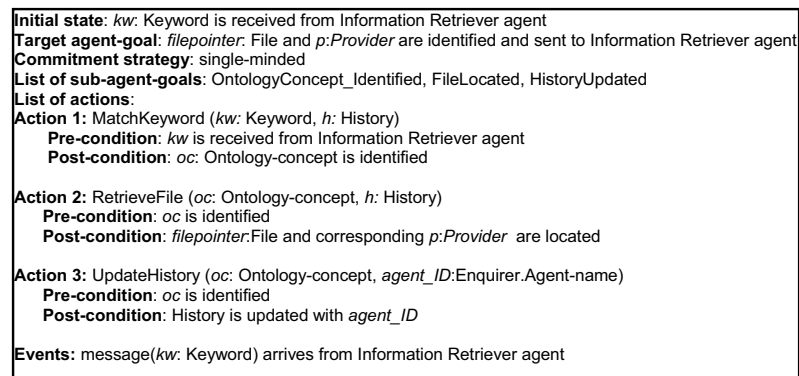 Initial state: kw: Keyword is received from Information Retriever agent
Target agent-goal: filepointer: File and p:Provider are identified and sent to Information Retriever agent
Commitment strategy: single-minded
List of sub-agent-goals: OntologyConcept_Identified, FileLocated, HistoryUpdated
List of actions:
Action 1: MatchKeyword (kw: Keyword, h: History)
Pre-condition: kw is received from Information Retriever agent
Post-condition: oc: Ontology-concept is identified
Action 2: RetrieveFile (oc: Ontology-concept, h: History)
Pre-condition: oc is identified
Post-condition: filepointer:File and corresponding p:Provider are located
Action 3: UpdateHistory (oc: Ontology-concept, agent_ID:Enquirer.Agent-name)
Pre-condition: oc is identified
Post-condition: History is updated with agent_ID
Events: message(kw: Keyword) arrives from Information Retriever agent